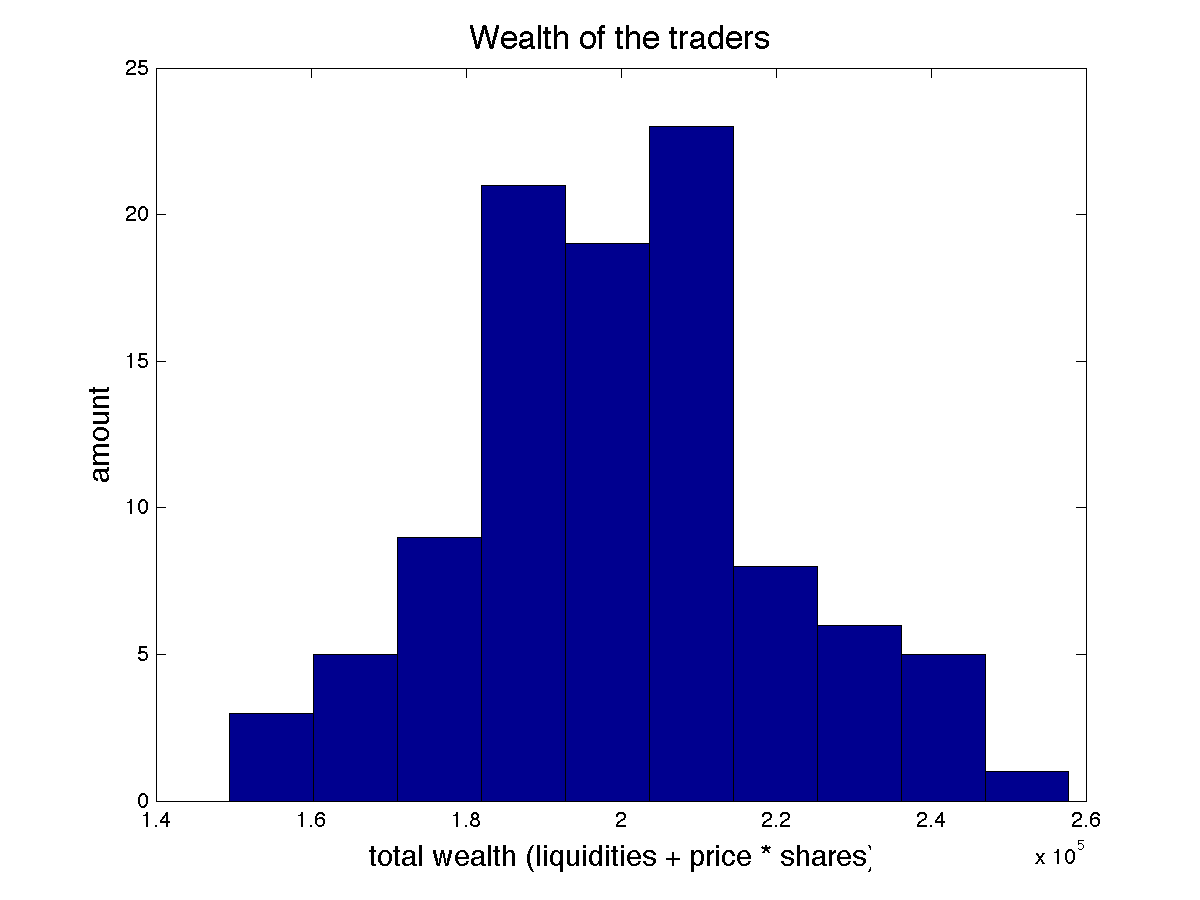 Wealth of the traders
25
20
15
10
5
0
amount
1.4 1.6 1.8 2 2.2 2.4 2.6
x 10^5
total wealth (liquidities + price * shares)